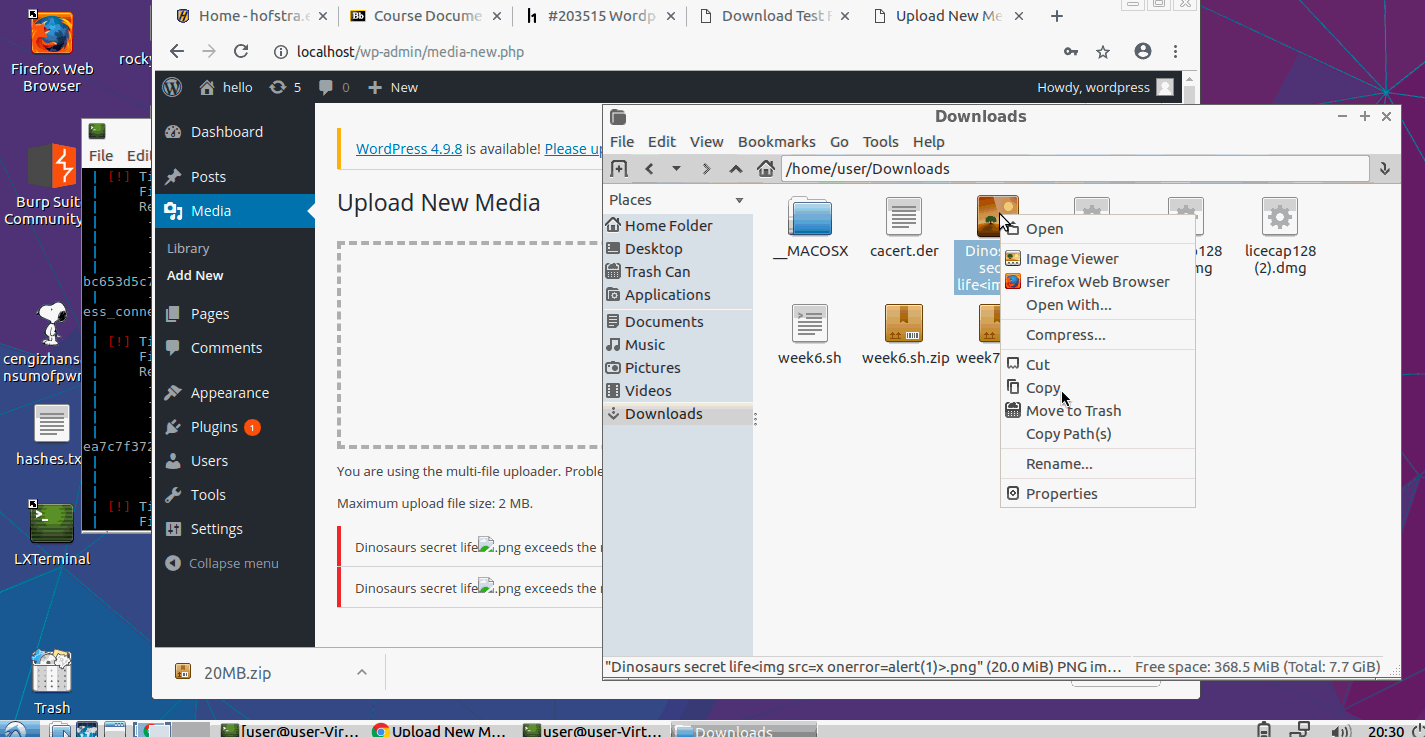 Firefox Web
Browser
rocky
Burp Suit
Community
cengizhans
nsumofpwr
hashes.tx
LXTerminal
Trash
File Edi
[!] Ti
Fi
Re
bc653d5c7
ess_conne
[!] Ti
Fi
Re
ea7c7f372
[!] Ti
Fi
Home - hofstra.e
Bb Course Docume
#203515 Wordp
Download Test F
Upload New Me
localhost/wp-admin/media-new.php
hello 5 0 New
Howdy, wordpress
Dashboard
Posts
Media
Library
Add New
Pages
Comments
Appearance
Plugins 1
Users
Tools
Settings
Collapse menu
WordPress 4.9.8 is available! Please up
Upload New Media
You are using the multi-file uploader. Proble
Maximum upload file size: 2 MB.
Dinosaurs secret life .png exceeds the
Dinosaurs secret life .png exceeds the
20MB.zip
Downloads
File Edit View Bookmarks Go Tools Help
/home/user/Downloads
Places
Home Folder
Desktop
Trash Can
Applications
Documents
Music
Pictures
Videos
Downloads
__MACOSX
cacert.der
Dino
sec
life<im
p128
mg
licecap128
(2).dmg
week6.sh
week6.sh.zip
week7
Open
Image Viewer
Firefox Web Browser
Open With...
Compress...
Cut
Copy
Move to Trash
Copy Path(s)
Rename...
Properties
"Dinosaurs secret life<img src=x onerror=alert(1)>.png" (20.0 MiB) PNG im...
Free space: 368.5 MiB (Total: 7.7 GiB)
[user@user-Vir...
Upload New M...
user@user-Virt...
Downloads
20:30